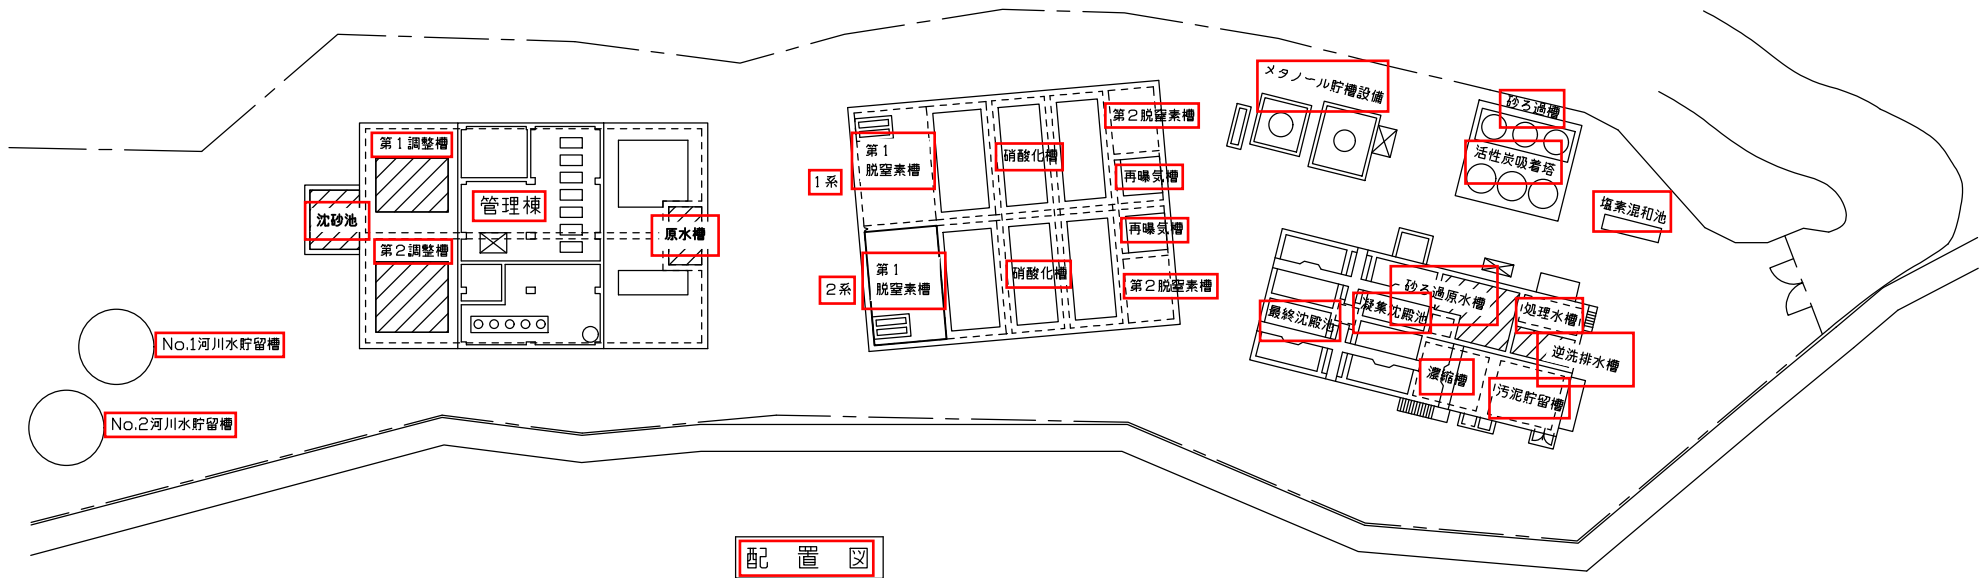 メタノール貯槽設備
砂ろ過槽
第2脱窒素槽
第1調整槽
第1
脱窒素槽
硝酸化槽
活性炭吸着塔
再曝気槽
1系
管理棟
塩素混和池
沈砂池
原水槽
再曝気槽
第2調整槽
第1
脱窒素槽
硝酸化槽
第2脱窒素槽
2系
砂ろ過原水槽
最終沈殿池
凝集沈殿池
処理水槽
逆洗排水槽
濃縮槽
汚泥貯留槽
No.1河川水貯留槽
No.2河川水貯留槽
配置図